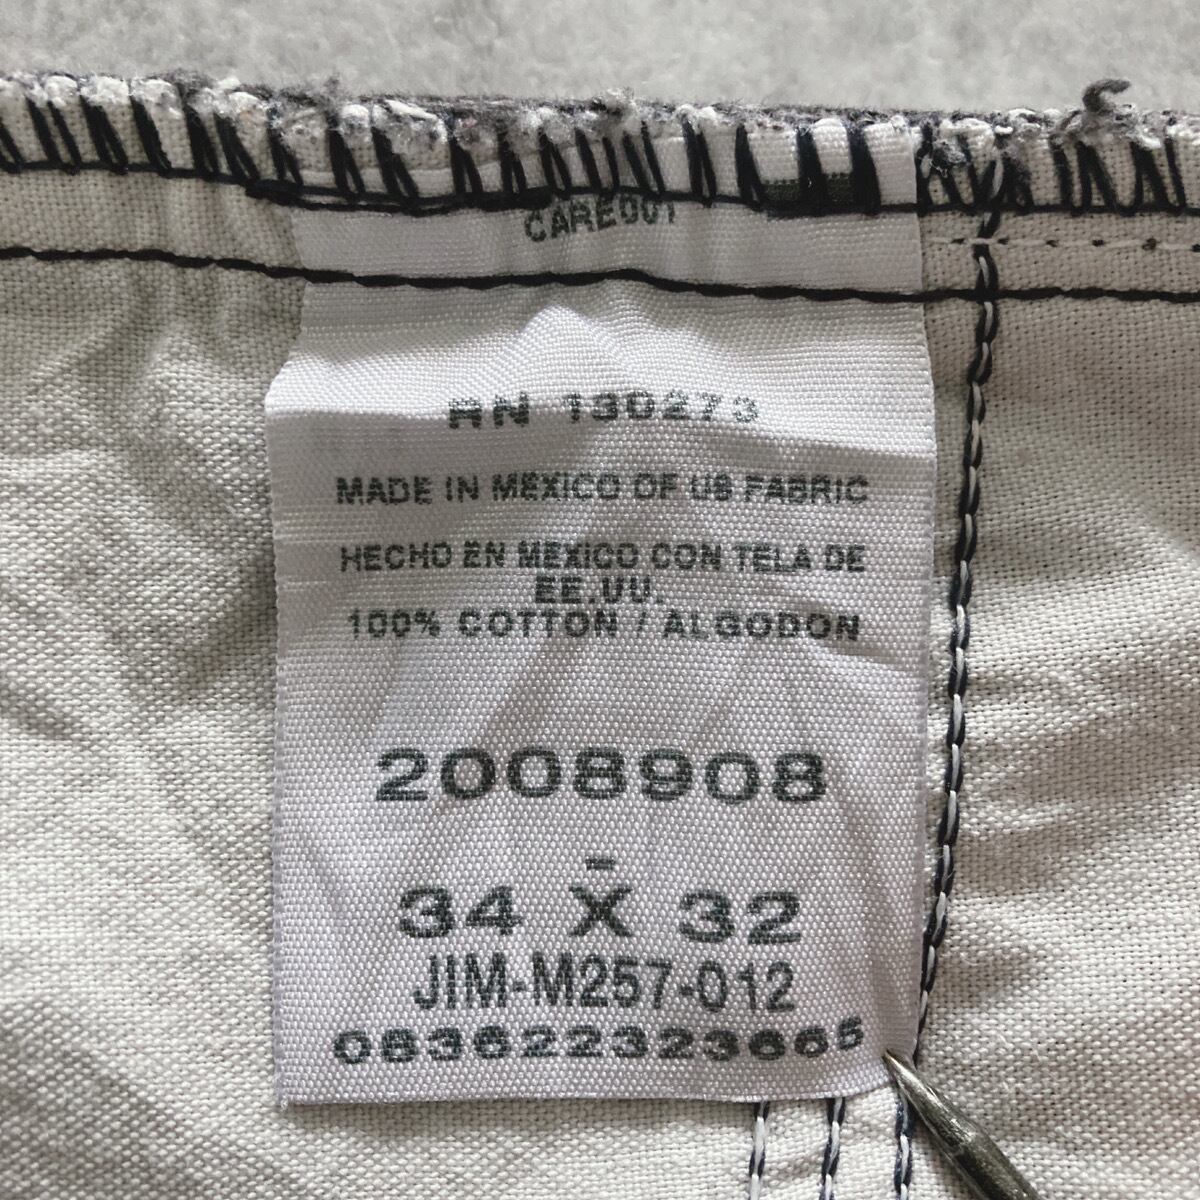 CARE001
RN 130273
MADE IN MEXICO OF US FABRIC
HECHO EN MEXICO CON TELA DE
EE.UU.
100% COTTON / ALGODON
2008908
-
34 X 32
JIM-M257-012
083622323665